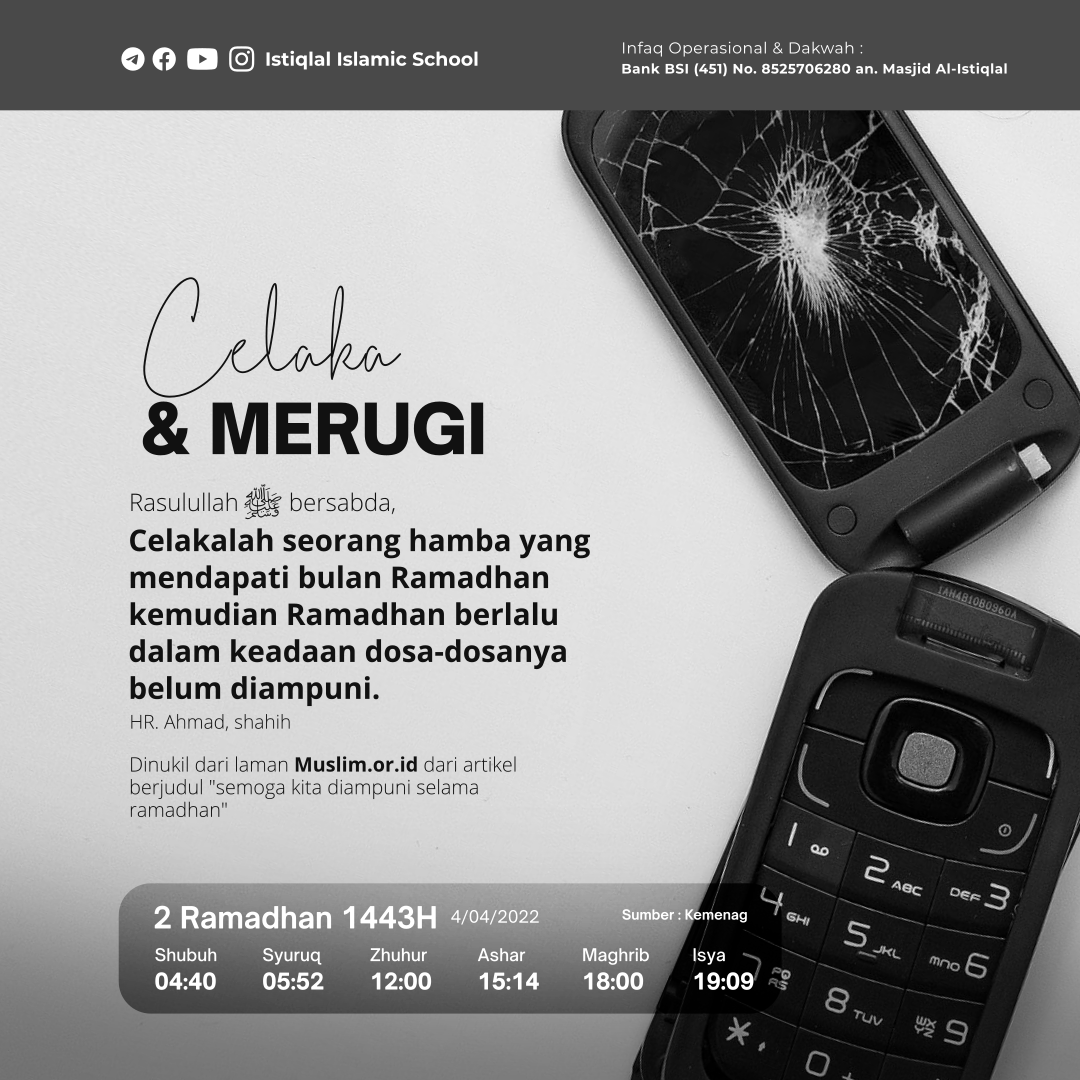 Istiqlal Islamic School
Infaq Operasional & Dakwah :
Bank BSI (451) No. 8525706280 an. Masjid Al-Istiqlal
Celaka
& MERUGI
Rasulullah ﷺ bersabda,
Celakalah seorang hamba yang
mendapati bulan Ramadhan
kemudian Ramadhan berlalu
dalam keadaan dosa-dosanya
belum diampuni.
HR. Ahmad, shahih
Dinukil dari laman Muslim.or.id dari artikel
berjudul "semoga kita diampuni selama
ramadhan"
2 Ramadhan 1443H 4/04/2022 Sumber : Kemenag
Shubuh Syuruq Zhuhur Ashar Maghrib Isya
04:40 05:52 12:00 15:14 18:00 19:09
1AH4B10B0960A
1
2 ABC
DEF 3
4 GHI
5 JKL
mno 6
7 PQRS
8 TUV
WXYZ 9
*
0 +